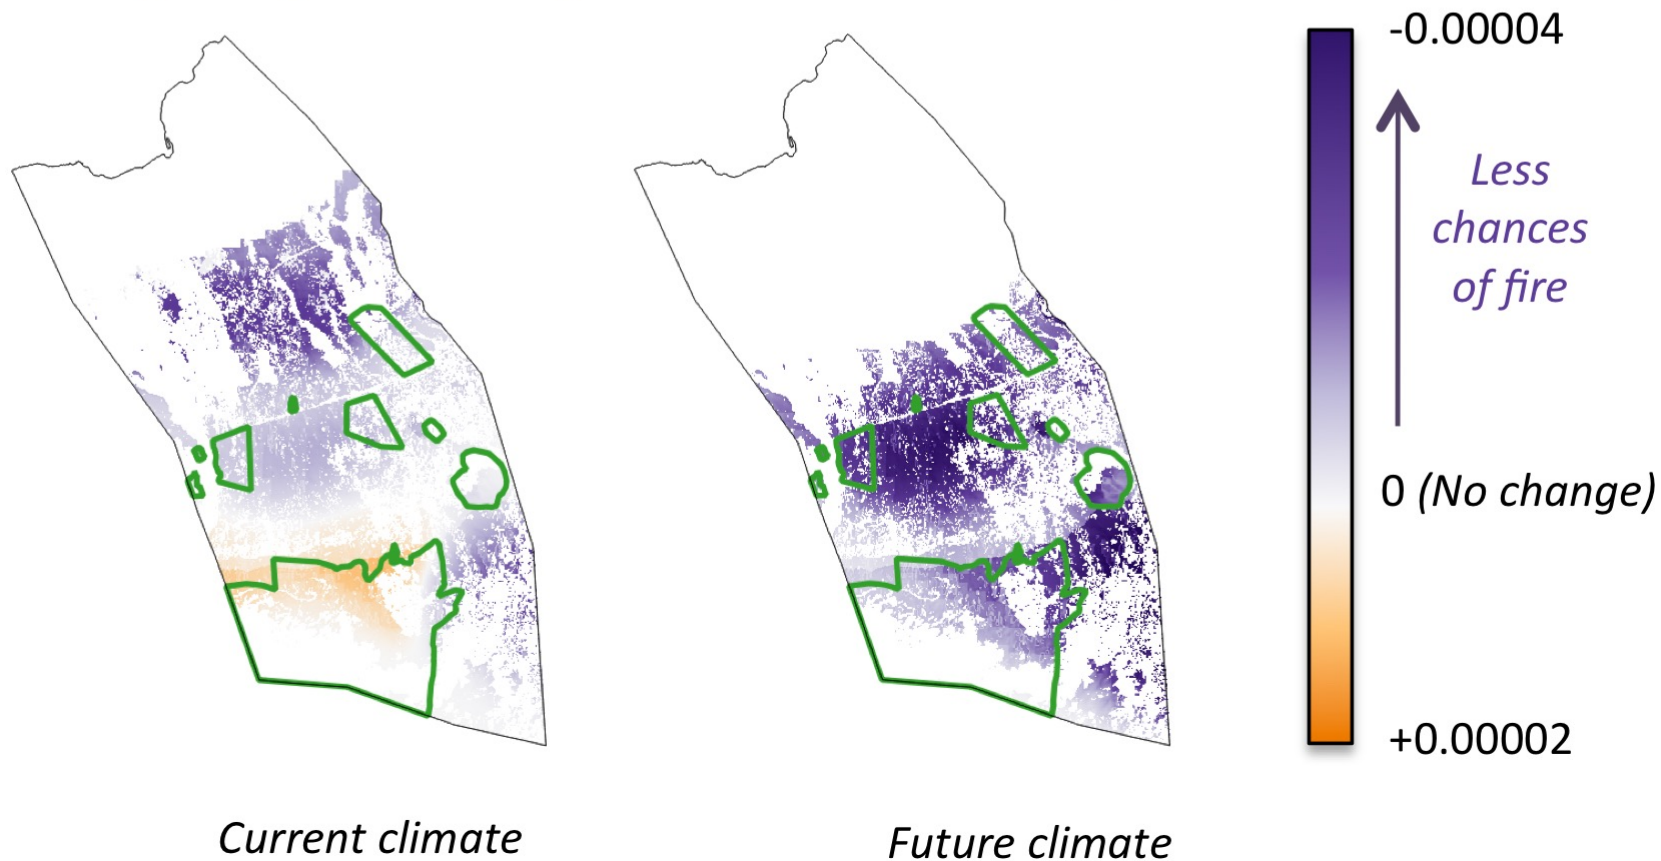 -0.00004
Less
chances
of fire
0 (No change)
+0.00002
Current climate
Future climate